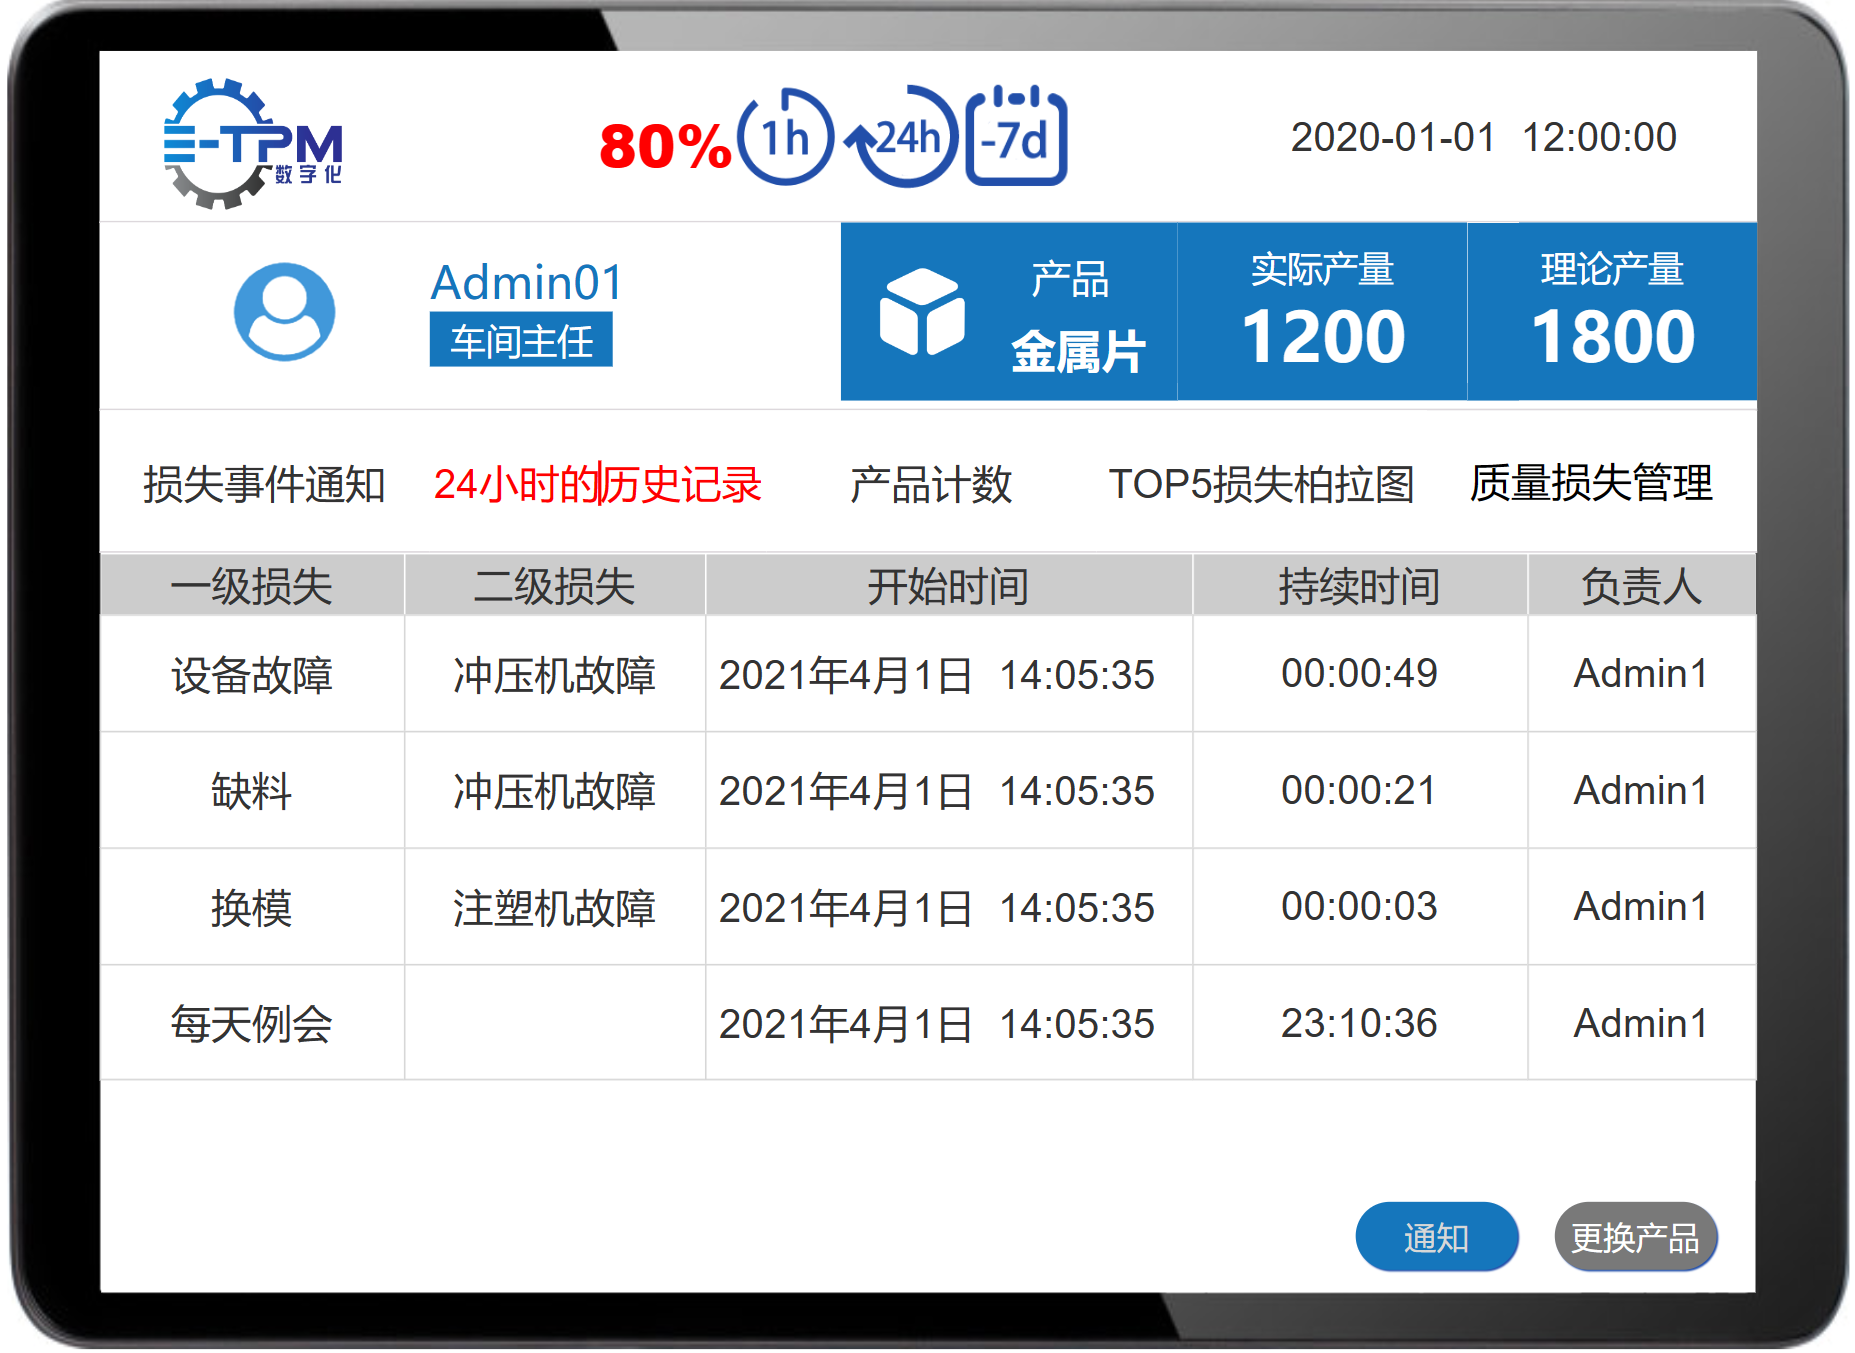 E-TPM
数字化
80% 1h 24h -7d
2020-01-01 12:00:00
Admin01
车间主任
产品
金属片
实际产量
1200
理论产量
1800
损失事件通知 24小时的历史记录 产品计数 TOP5损失柏拉图 质量损失管理
一级损失 二级损失 开始时间 持续时间 负责人
设备故障 冲压机故障 2021年4月1日 14:05:35 00:00:49 Admin1
缺料 冲压机故障 2021年4月1日 14:05:35 00:00:21 Admin1
换模 注塑机故障 2021年4月1日 14:05:35 00:00:03 Admin1
每天例会 2021年4月1日 14:05:35 23:10:36 Admin1
通知 更换产品